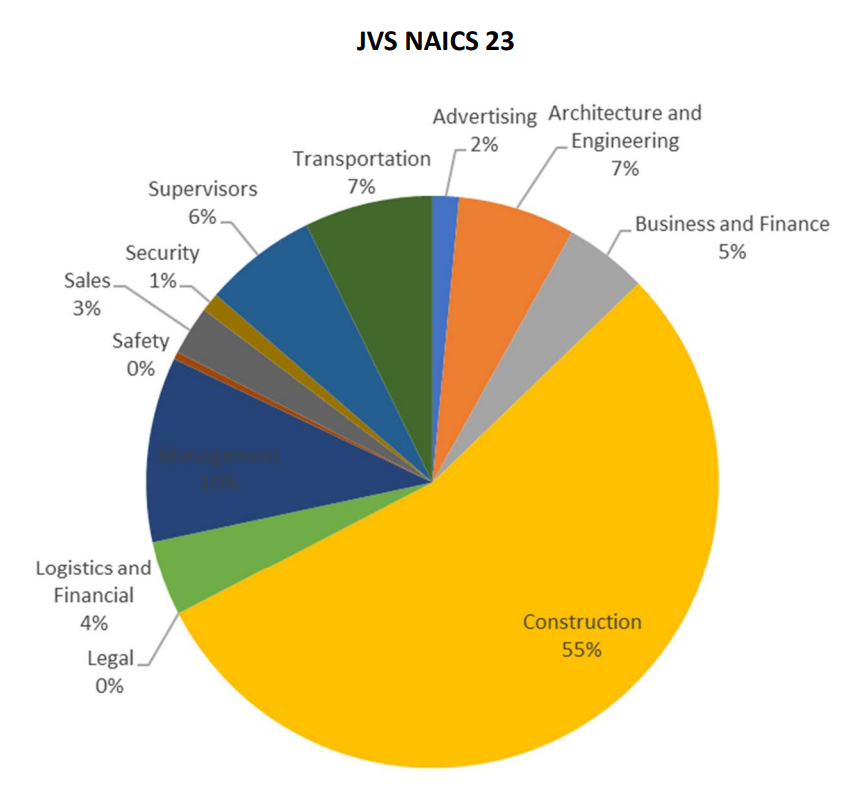 JVS NAICS 23
Advertising
2%
Architecture and
Engineering
7%
Business and Finance
5%
Construction
55%
Legal
0%
Logistics and
Financial
4%
Management
10%
Safety
0%
Sales
3%
Security
1%
Supervisors
6%
Transportation
7%